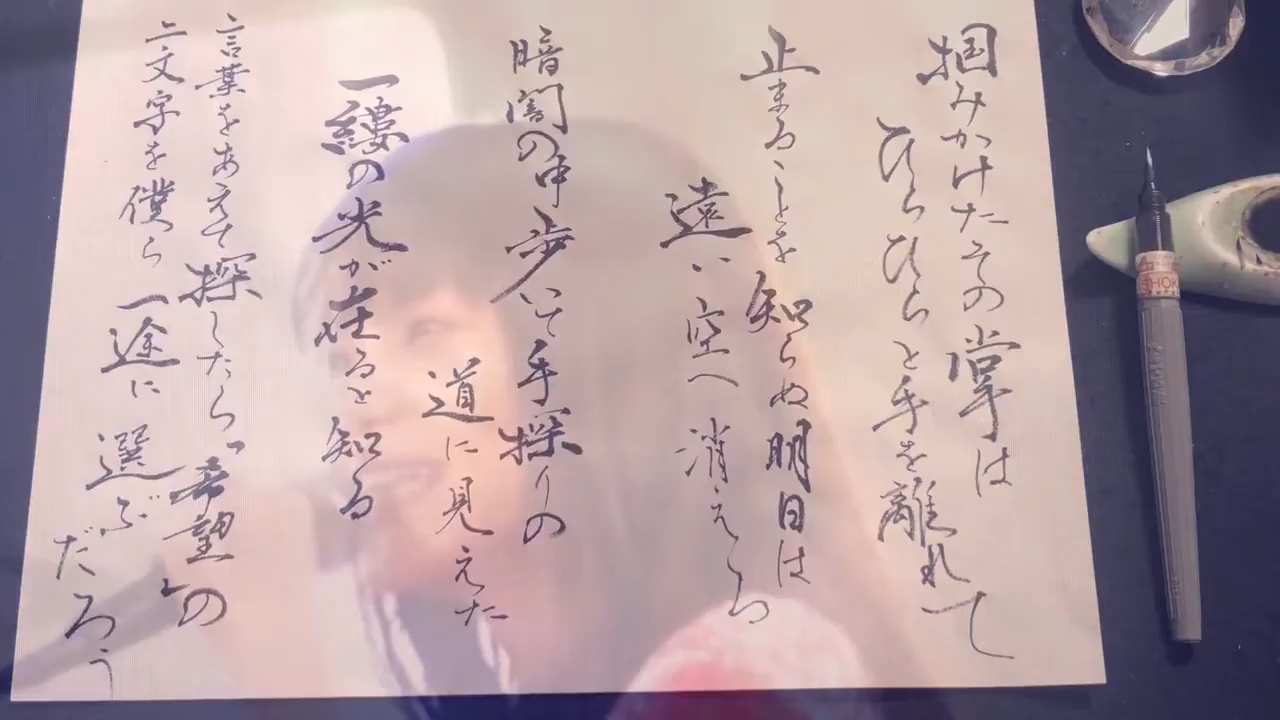 掴みかけたその掌は
ひらひらと手を離れて
止まることを知らぬ明日は
遠い空へ消える
暗闇の中歩いて手探りの
道に見えた
一縷の光が在ると知る
言葉をあえて探したら「希望」の
二文字を僕ら一途に選ぶ
だろう